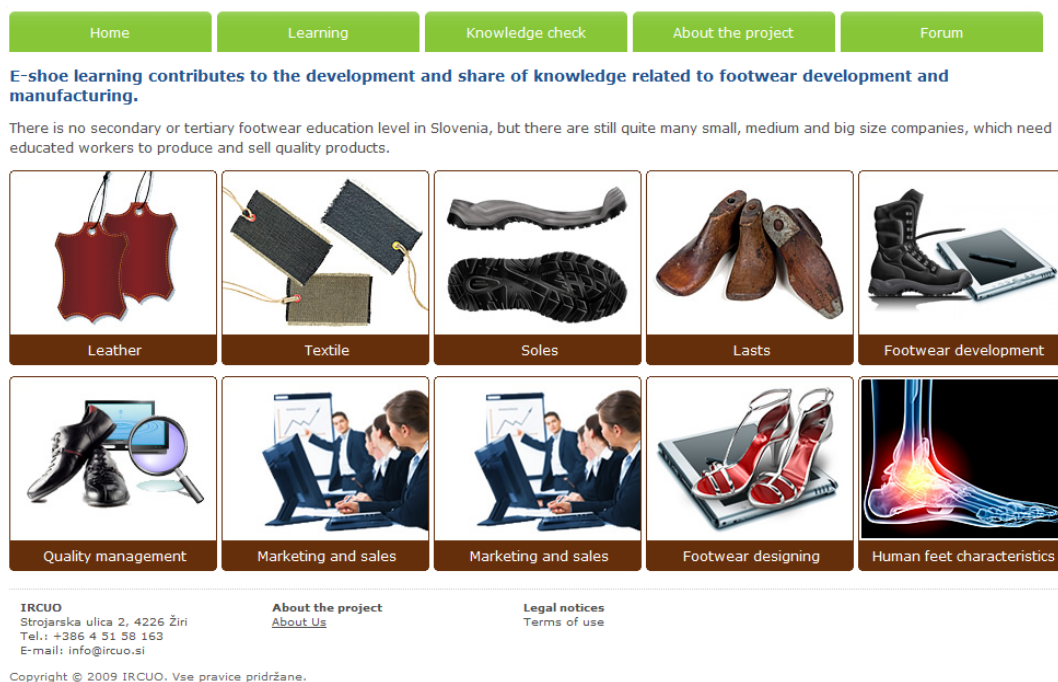 Home Learning Knowledge check About the project Forum
E-shoe learning contributes to the development and share of knowledge related to footwear development and
manufacturing.
There is no secondary or tertiary footwear education level in Slovenia, but there are still quite many small, medium and big size companies, which need
educated workers to produce and sell quality products.
Leather Textile Soles Lasts Footwear development
Quality management Marketing and sales Marketing and sales Footwear designing Human feet characteristics
IRCUO About the project Legal notices
Strojarska ulica 2, 4226 Žiri About Us Terms of use
Tel.: +386 4 51 58 163
E-mail: info@ircuo.si
Copyright © 2009 IRCUO. Vse pravice pridržane.